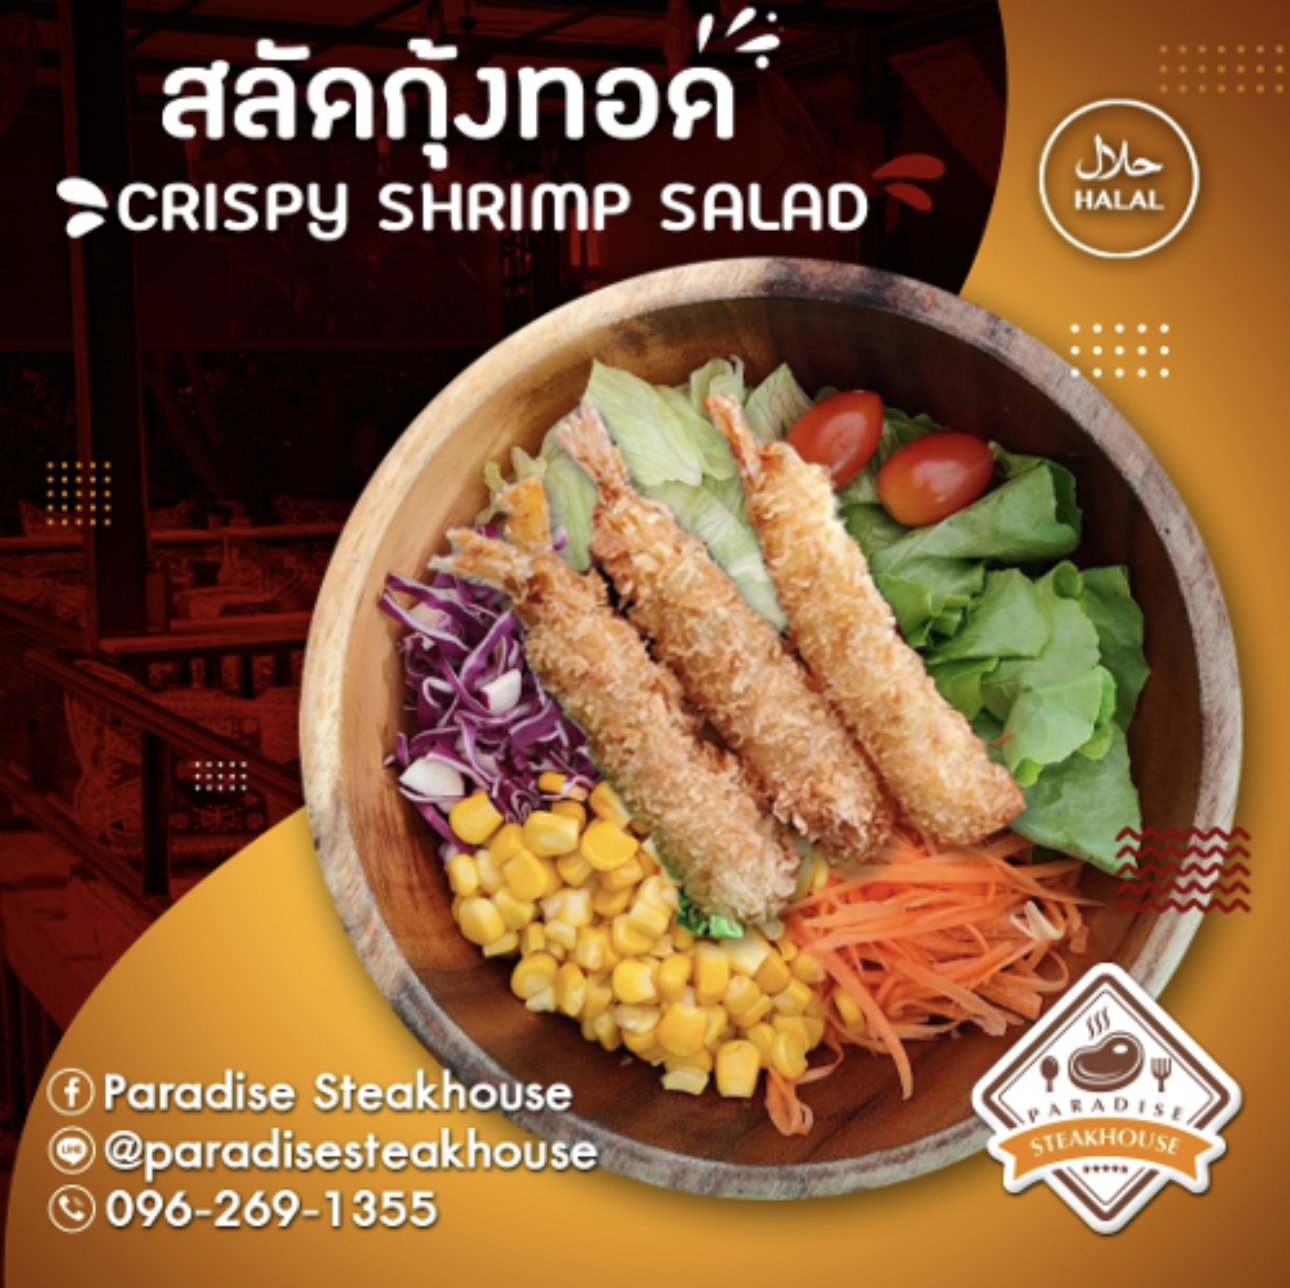 สลัดกุ้งทอด
CRISPY SHRIMP SALAD
حلال
HALAL
Paradise Steakhouse
LINE @paradisesteakhouse
096-269-1355
PARADISE
STEAKHOUSE